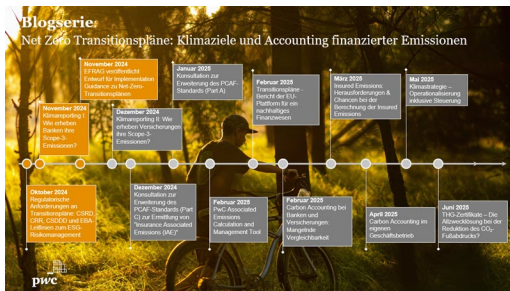 Blogserie
Net Zero Transitionspläne: Klimaziele und Accounting finanzierter Emissionen
November 2024
EFRAG veröffentlicht
Entwurf für Implementation
Guidance zu Net-Zero-
Transitionsplänen
Januar 2025
Konsultation zur
Erweiterung des PCAF-
Standards (Part A)
Februar 2025
Transitionspläne -
Bericht der EU-
Plattform für ein
nachhaltiges
Finanzwesen
März 2025
Insured Emissions:
Herausforderungen &
Chancen bei der
Berechnung der Insured
Emissions
Mai 2025
Klimastrategie –
Operationalisierung
inklusive Steuerung
November 2024
Klimareporting I:
Wie erheben
Banken ihre
Scope-3-
Emissionen?
Dezember 2024
Klimareporting II: Wie
erheben Versicherungen
ihre Scope-3-
Emissionen?
Oktober 2024
Regulatorische
Anforderungen an
Transitionspläne: CSRD,
CRR, CSDDD und EBA-
Leitlinien zum ESG-
Risikomanagement
Dezember 2024
Konsultation zur
Erweiterung des
PCAF-Standards (Part
C) zur Ermittlung von
"Insurance Associated
Emissions (IAE)"
Februar 2025
PwC Associated
Emissions
Calculation and
Management Tool
Februar 2025
Carbon Accounting bei
Banken und
Versicherungen:
Mangelnde
Vergleichbarkeit
April 2025
Carbon Accounting im
eigenen
Geschäftsbetrieb
Juni 2025
THG-Zertifikate – Die
Allzwecklösung bei der
Reduktion des CO₂-
Fußabdrucks?
pwc